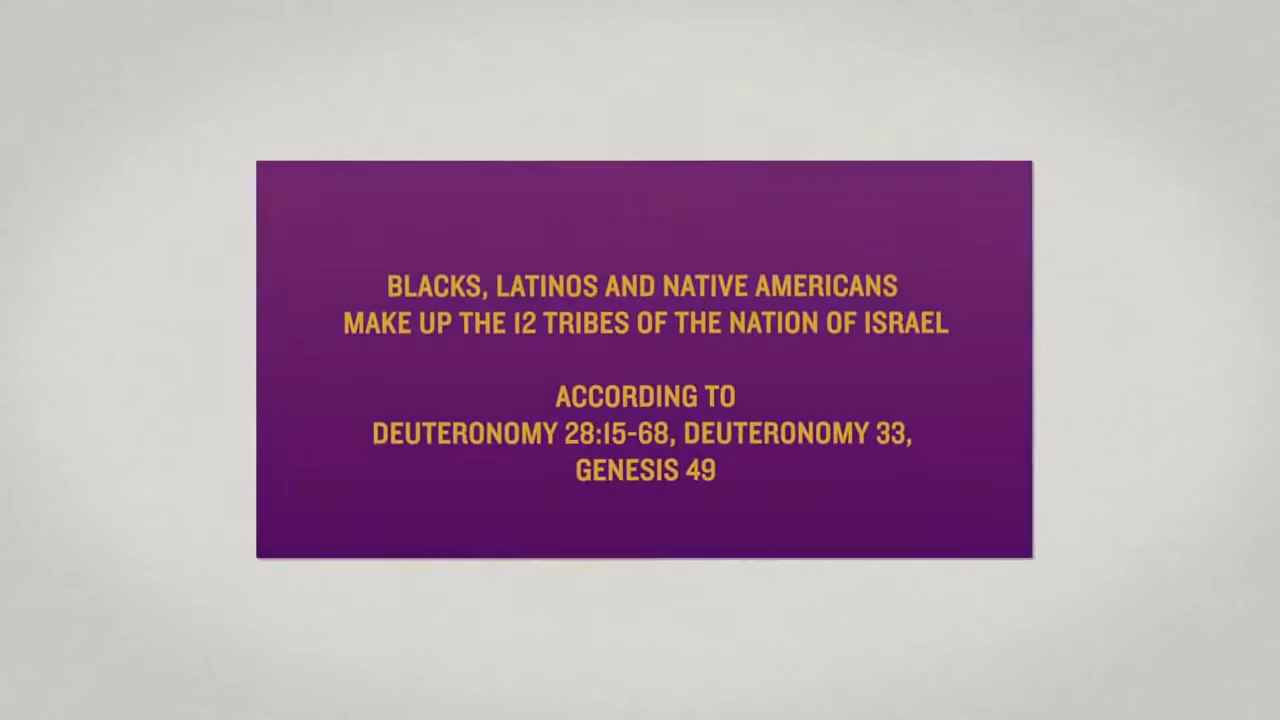 BLACKS, LATINOS AND NATIVE AMERICANS
MAKE UP THE 12 TRIBES OF THE NATION OF ISRAEL
ACCORDING TO
DEUTERONOMY 28:15-68, DEUTERONOMY 33,
GENESIS 49